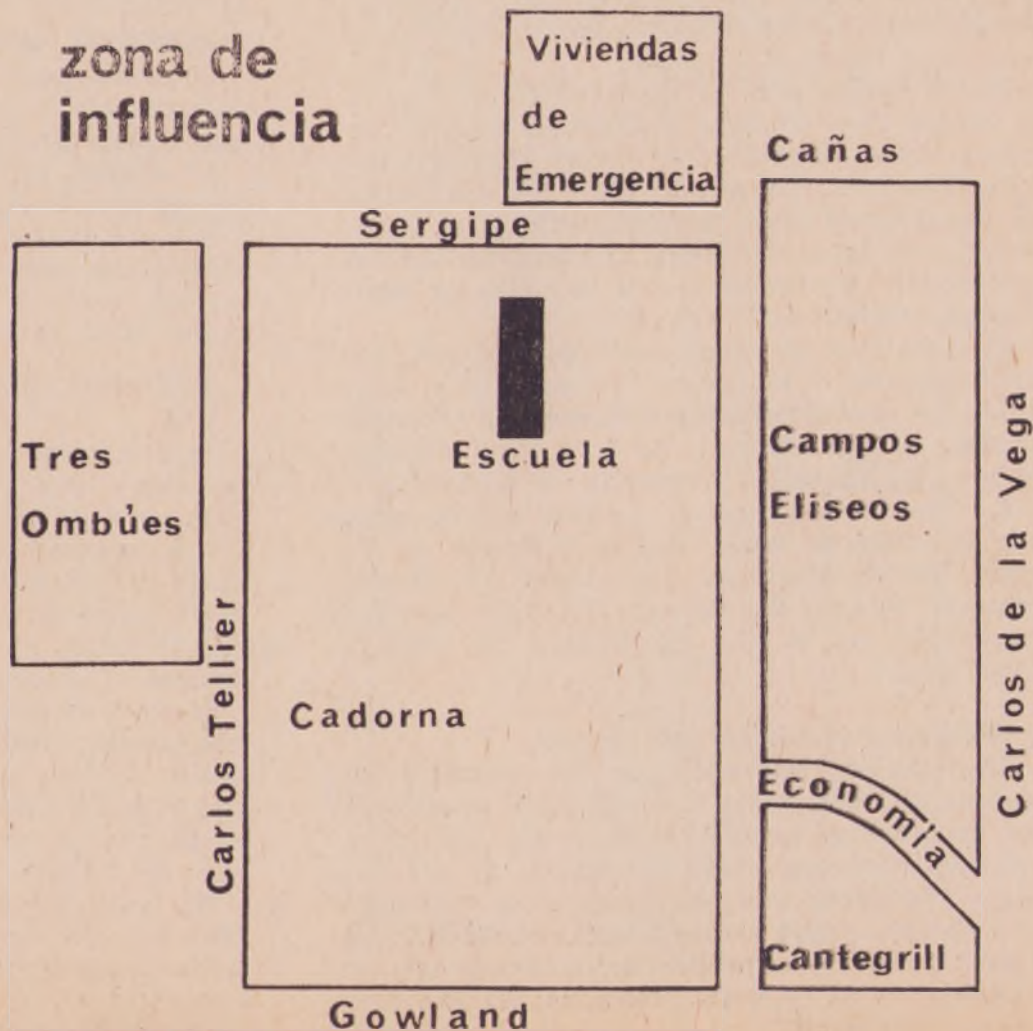 zona de
influencia
Viviendas
de
Emergencia
Cañas
Sergipe
Tres
Ombúes
Escuela
Campos
Eliseos
Carlos de la Vega
Carlos Tellier
Cadorna
Economía
Cantegrill
Gowland